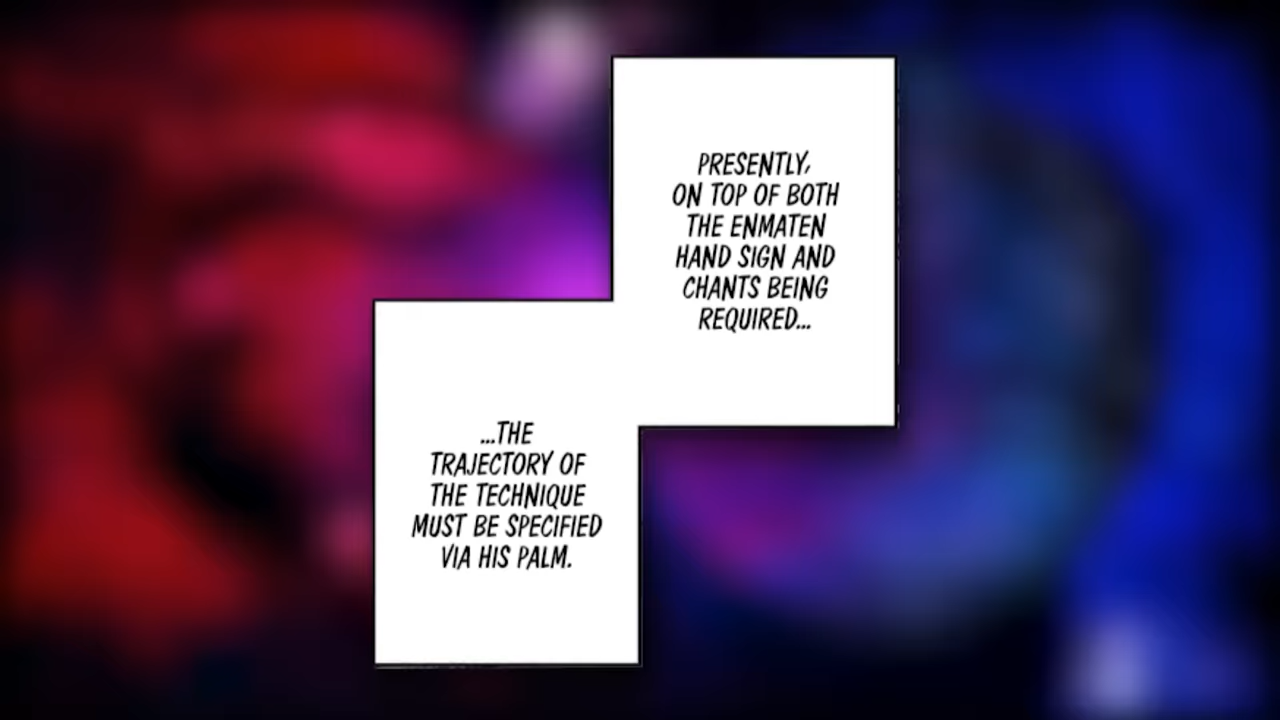 PRESENTLY,
ON TOP OF BOTH
THE ENMATEN
HAND SIGN AND
CHANTS BEING
REQUIRED...
...THE
TRAJECTORY OF
THE TECHNIQUE
MUST BE SPECIFIED
VIA HIS PALM.